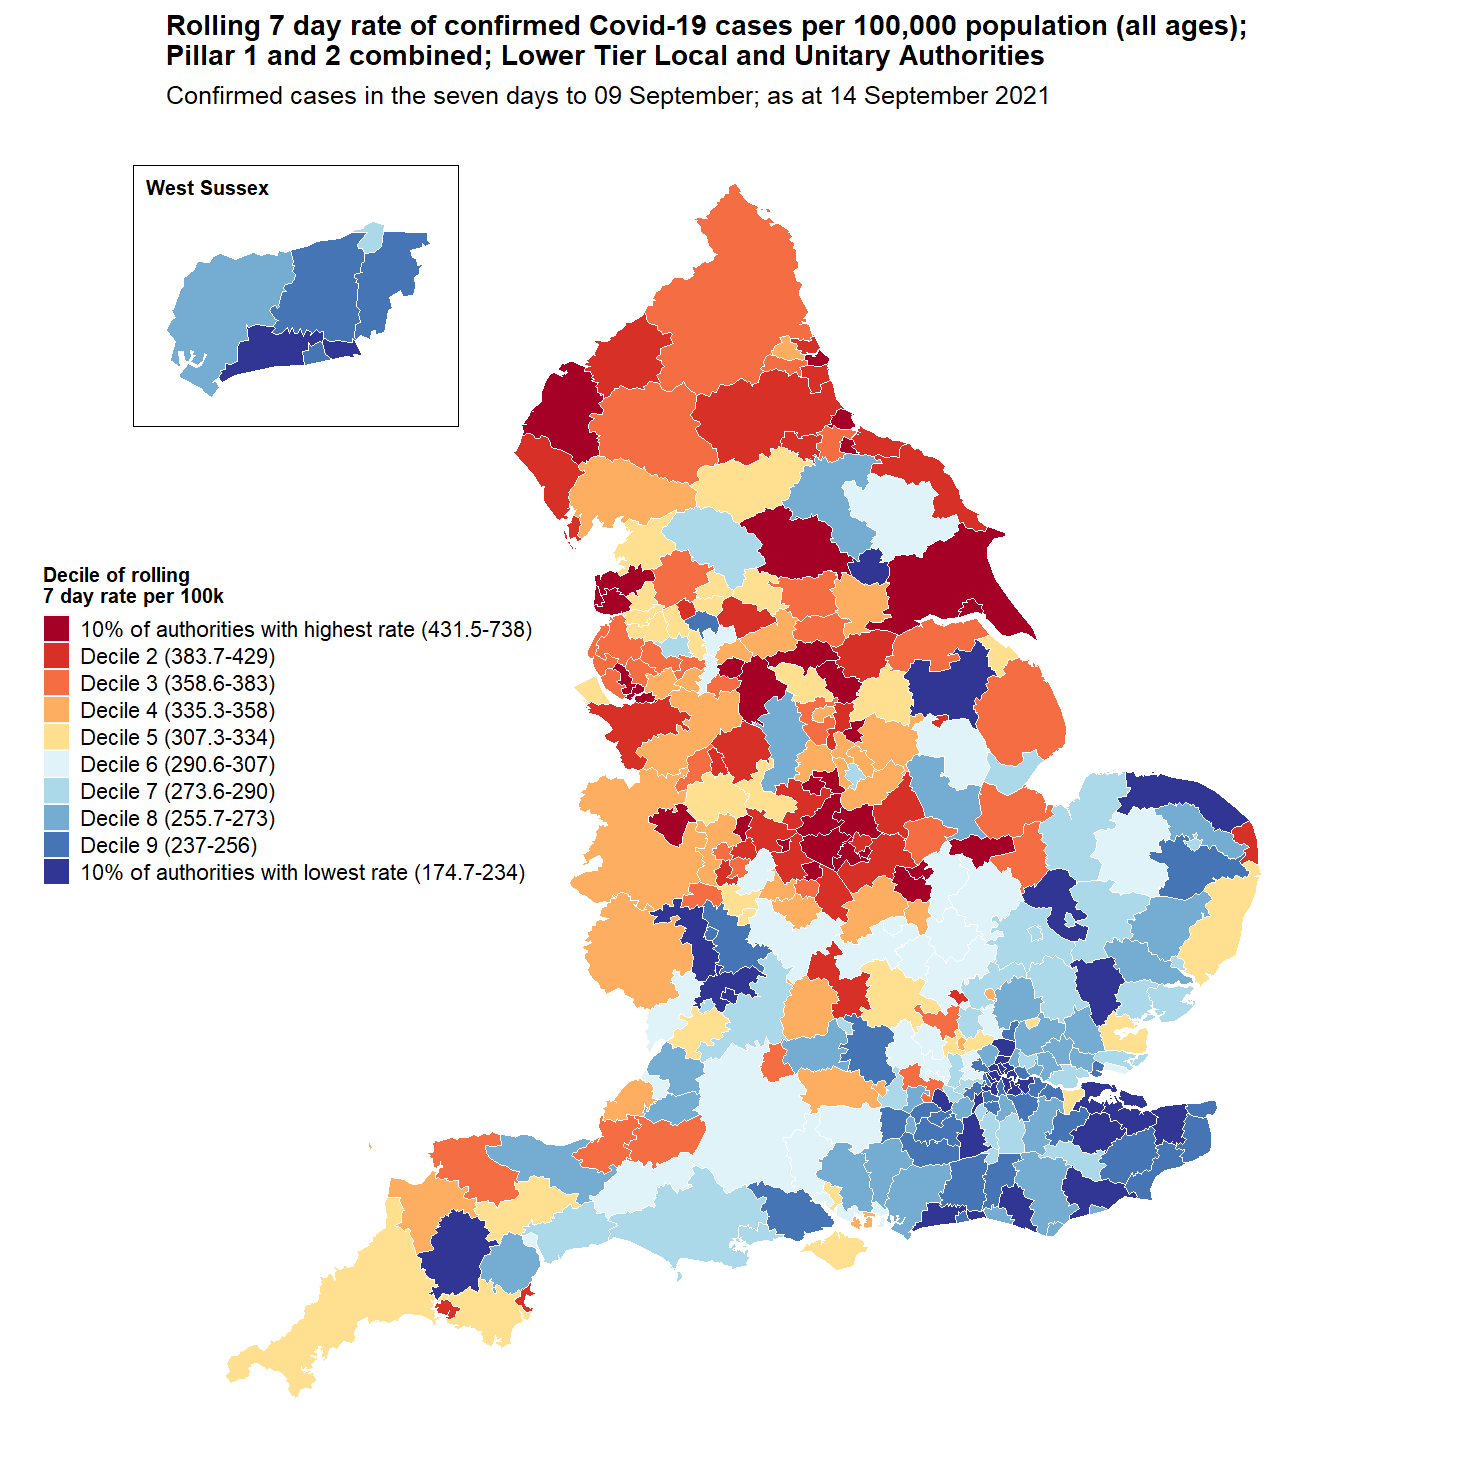 Rolling 7 day rate of confirmed Covid-19 cases per 100,000 population (all ages);
Pillar 1 and 2 combined; Lower Tier Local and Unitary Authorities
Confirmed cases in the seven days to 09 September; as at 14 September 2021
West Sussex
Decile of rolling
7 day rate per 100k
10% of authorities with highest rate (431.5-738)
Decile 2 (383.7-429)
Decile 3 (358.6-383)
Decile 4 (335.3-358)
Decile 5 (307.3-334)
Decile 6 (290.6-307)
Decile 7 (273.6-290)
Decile 8 (255.7-273)
Decile 9 (237-256)
10% of authorities with lowest rate (174.7-234)